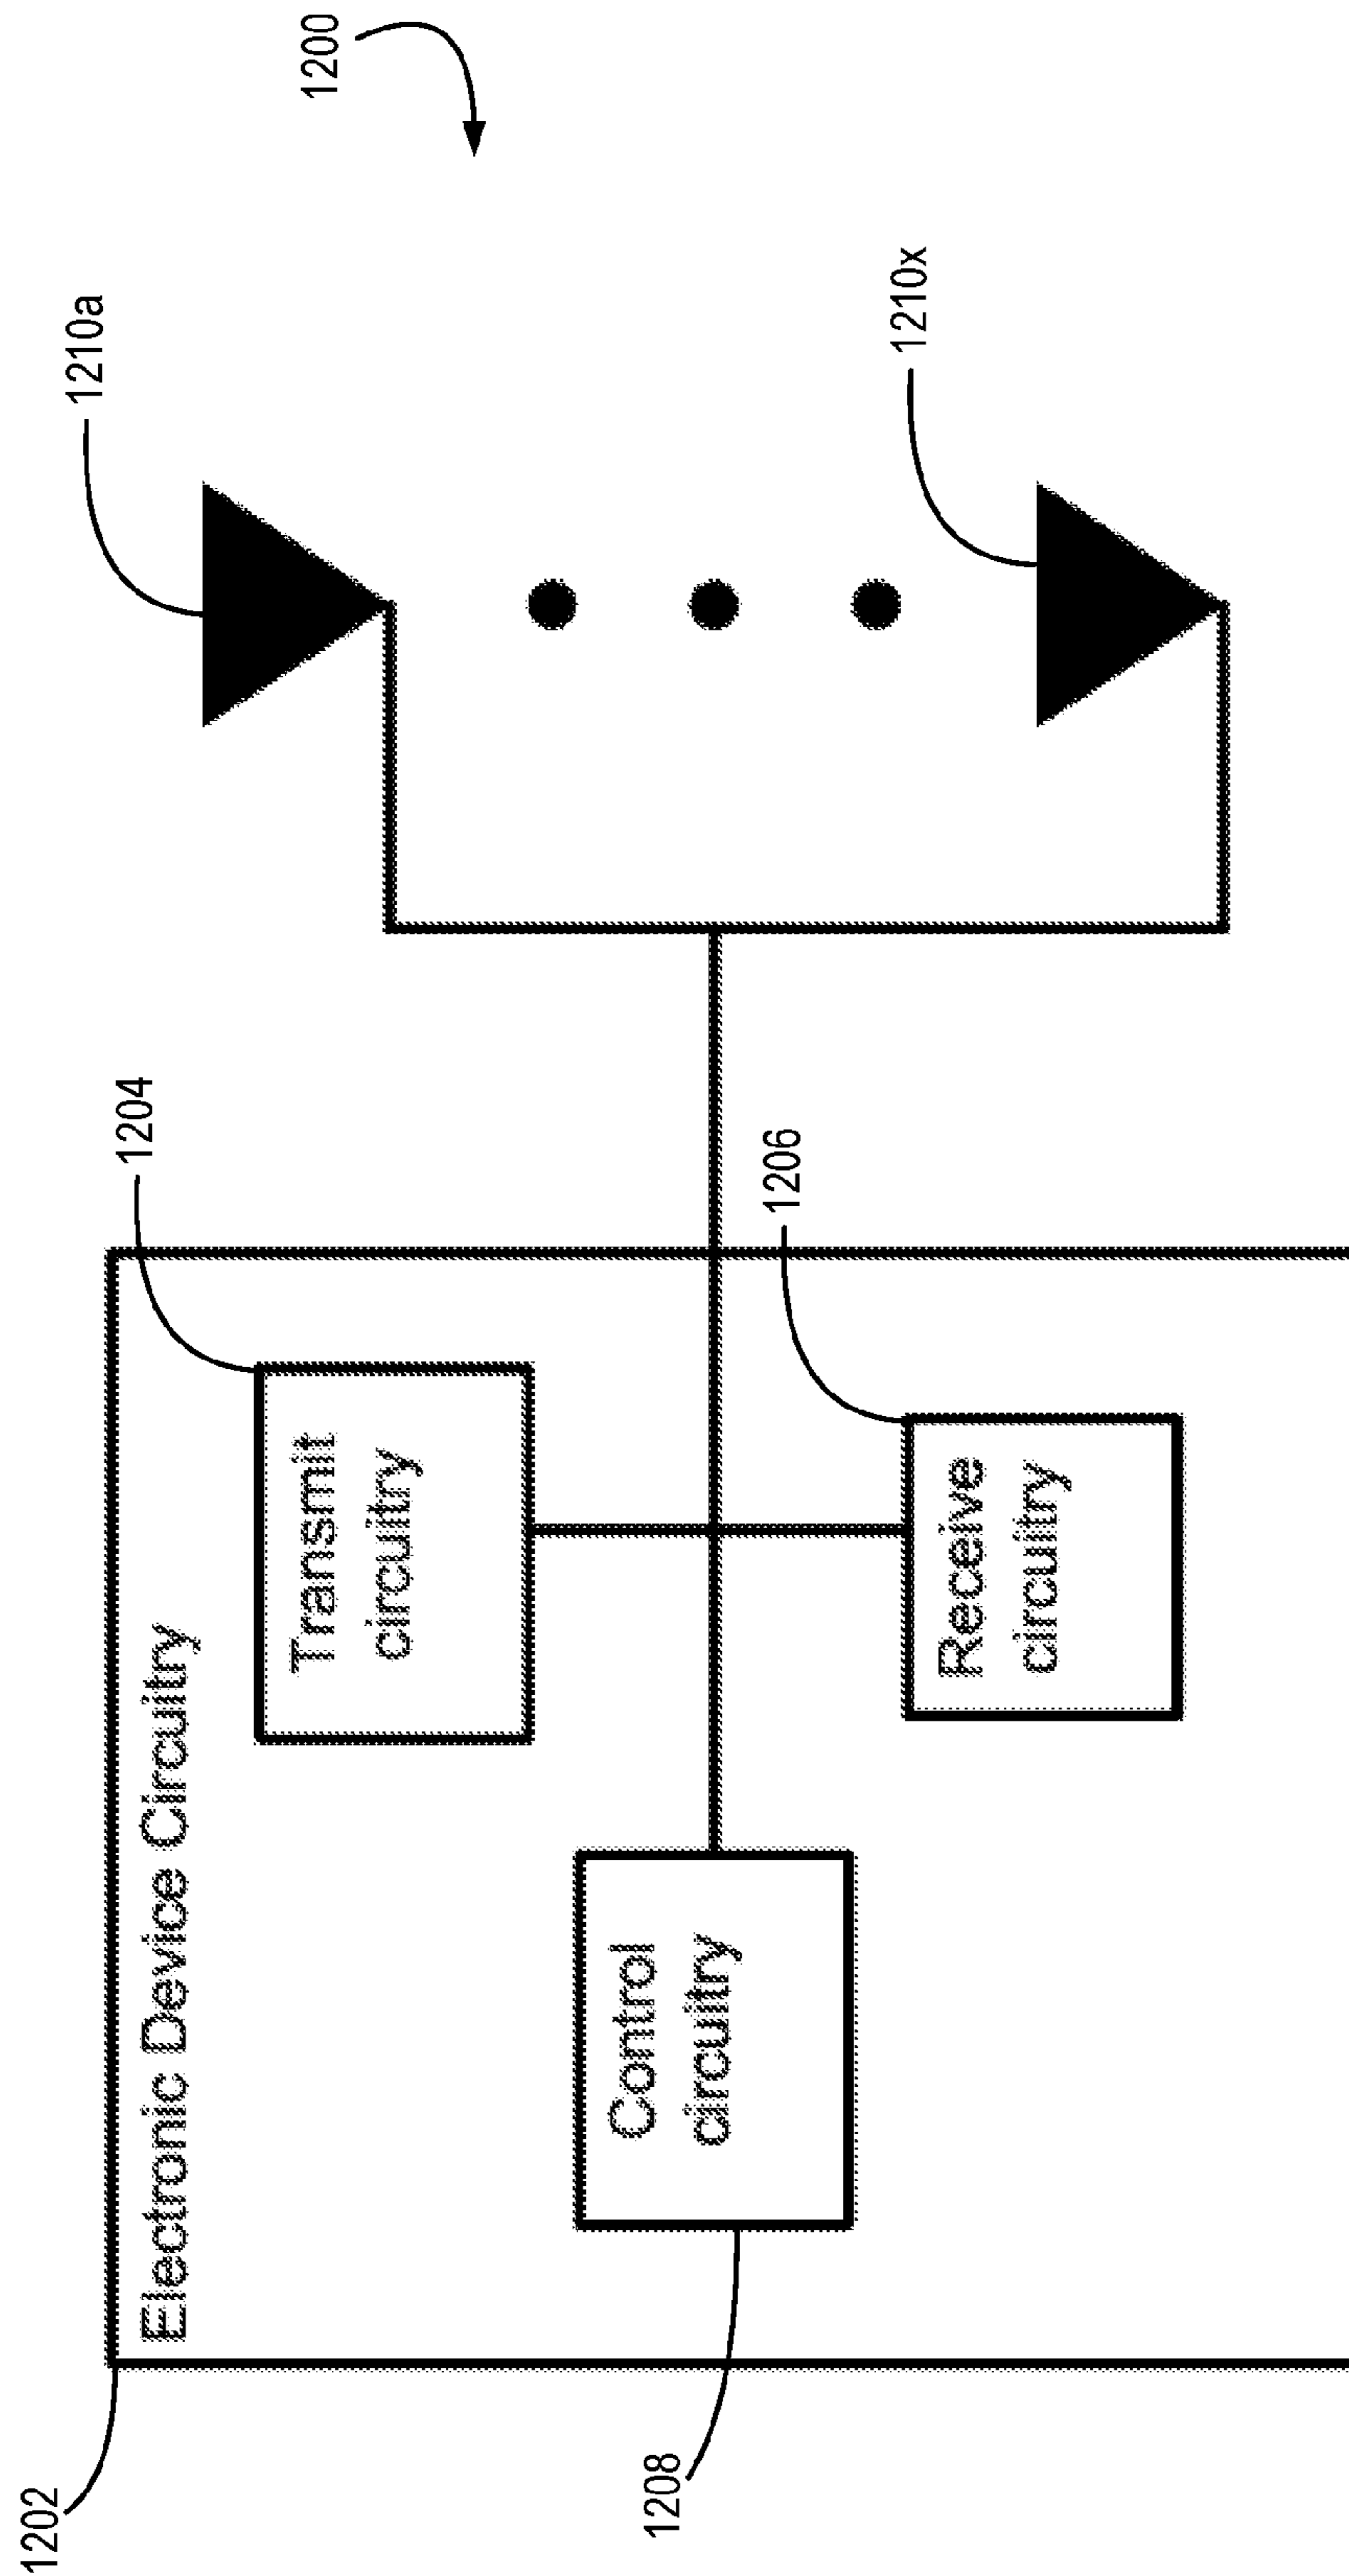 1200
1210a
1210x
1204
1206
Electronic Device Circuitry
Transmit
circuitry
Control
circuitry
Receive
circuitry
1202
1208